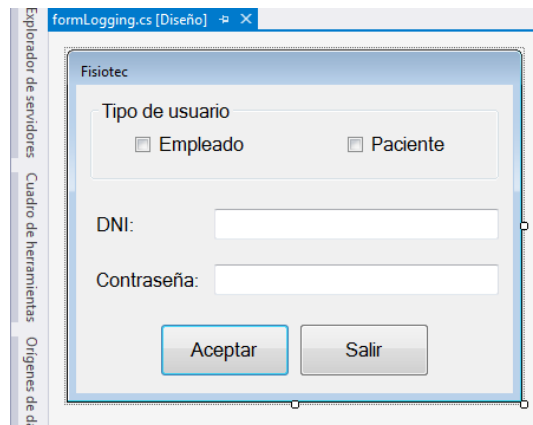 formLogging.cs [Diseño]
Explorador de servidores
Cuadro de herramientas
Orígenes de
Fisiotec
Tipo de usuario
Empleado Paciente
DNI:
Contraseña:
Aceptar Salir